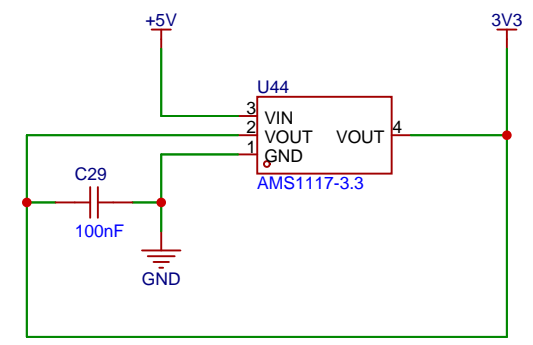 +5V
3V3
U44
3
VIN
2
VOUT
VOUT
4
1
GND
AMS1117-3.3
C29
100nF
GND